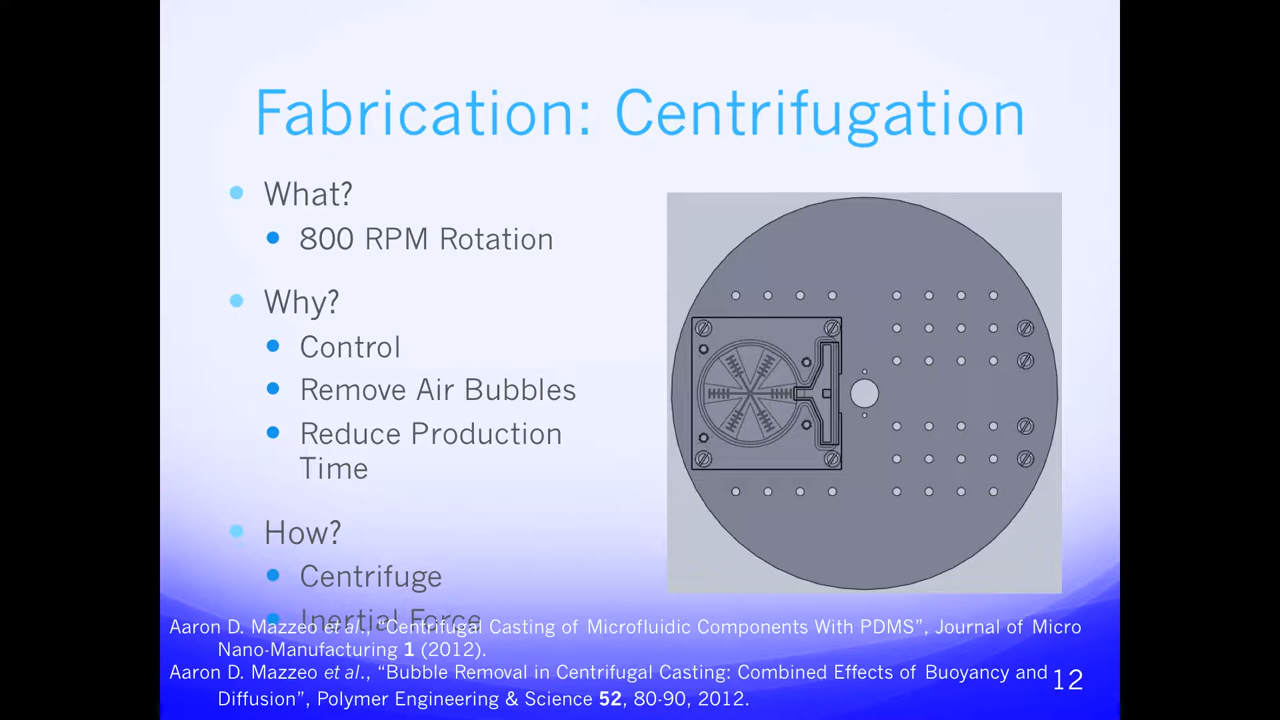 Fabrication: Centrifugation
What?
800 RPM Rotation
Why?
Control
Remove Air Bubbles
Reduce Production
Time
How?
Centrifuge
Inertial Force
Aaron D. Mazzeo et al., “Centrifugal Casting of Microfluidic Components With PDMS”, Journal of Micro
Nano-Manufacturing 1 (2012).
Aaron D. Mazzeo et al., “Bubble Removal in Centrifugal Casting: Combined Effects of Buoyancy and
Diffusion”, Polymer Engineering & Science 52, 80-90, 2012.
12